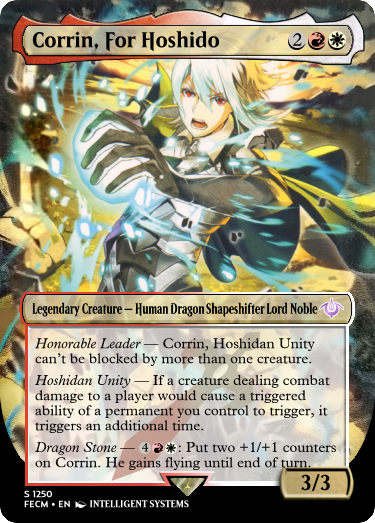 Corrin, For Hoshido 2
Legendary Creature — Human Dragon Shapeshifter Lord Noble
Honorable Leader — Corrin, Hoshidan Unity
can't be blocked by more than one creature.
Hoshidan Unity — If a creature dealing combat
damage to a player would cause a triggered
ability of a permanent you control to trigger, it
triggers an additional time.
Dragon Stone — 4: Put two +1/+1 counters
on Corrin. He gains flying until end of turn.
3/3
S 1250
FECM • EN INTELLIGENT SYSTEMS